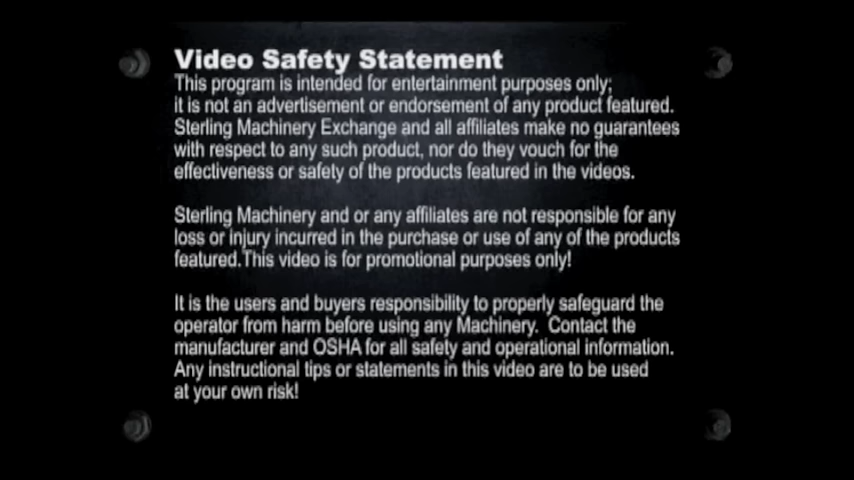 Video Safety Statement
This program is intended for entertainment purposes only;
it is not an advertisement or endorsement of any product featured.
Sterling Machinery Exchange and all affiliates make no guarantees
with respect to any such product, nor do they vouch for the
effectiveness or safety of the products featured in the videos.
Sterling Machinery and or any affiliates are not responsible for any
loss or injury incurred in the purchase or use of any of the products
featured.This video is for promotional purposes only!
It is the users and buyers responsibility to properly safeguard the
operator from harm before using any Machinery.  Contact the
manufacturer and OSHA for all safety and operational information.
Any instructional tips or statements in this video are to be used
at your own risk!